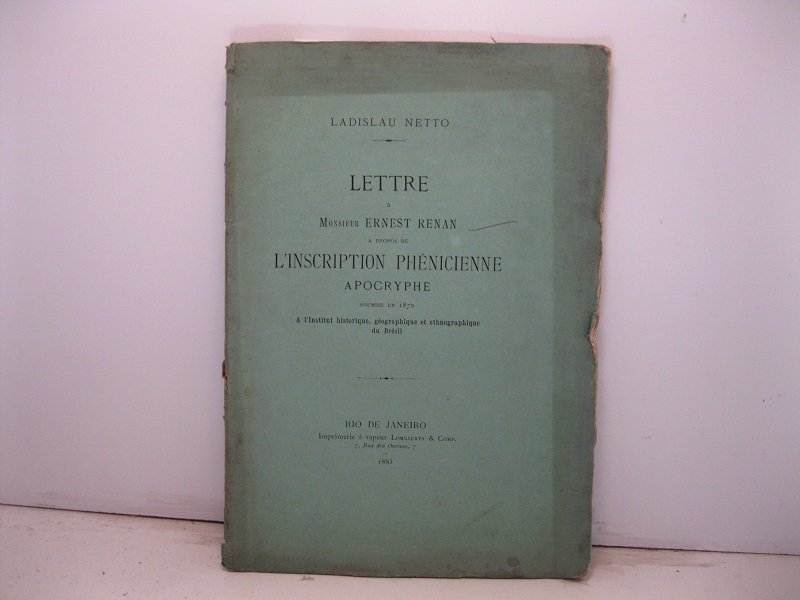 LADISLAU NETTO
LETTRE
A
MONSIEUR ERNEST RENAN
A PROPOS DE
L'INSCRIPTION PHÉNICIENNE
APOCRYPHE
SOUMISE EN 1872
A l'Institut historique, géographique et ethnographique
du Brésil
RIO DE JANEIRO
Imprimerie à vapeur LOMBAERTS & COMP.
7, Rua dos Ourives, 7
1885